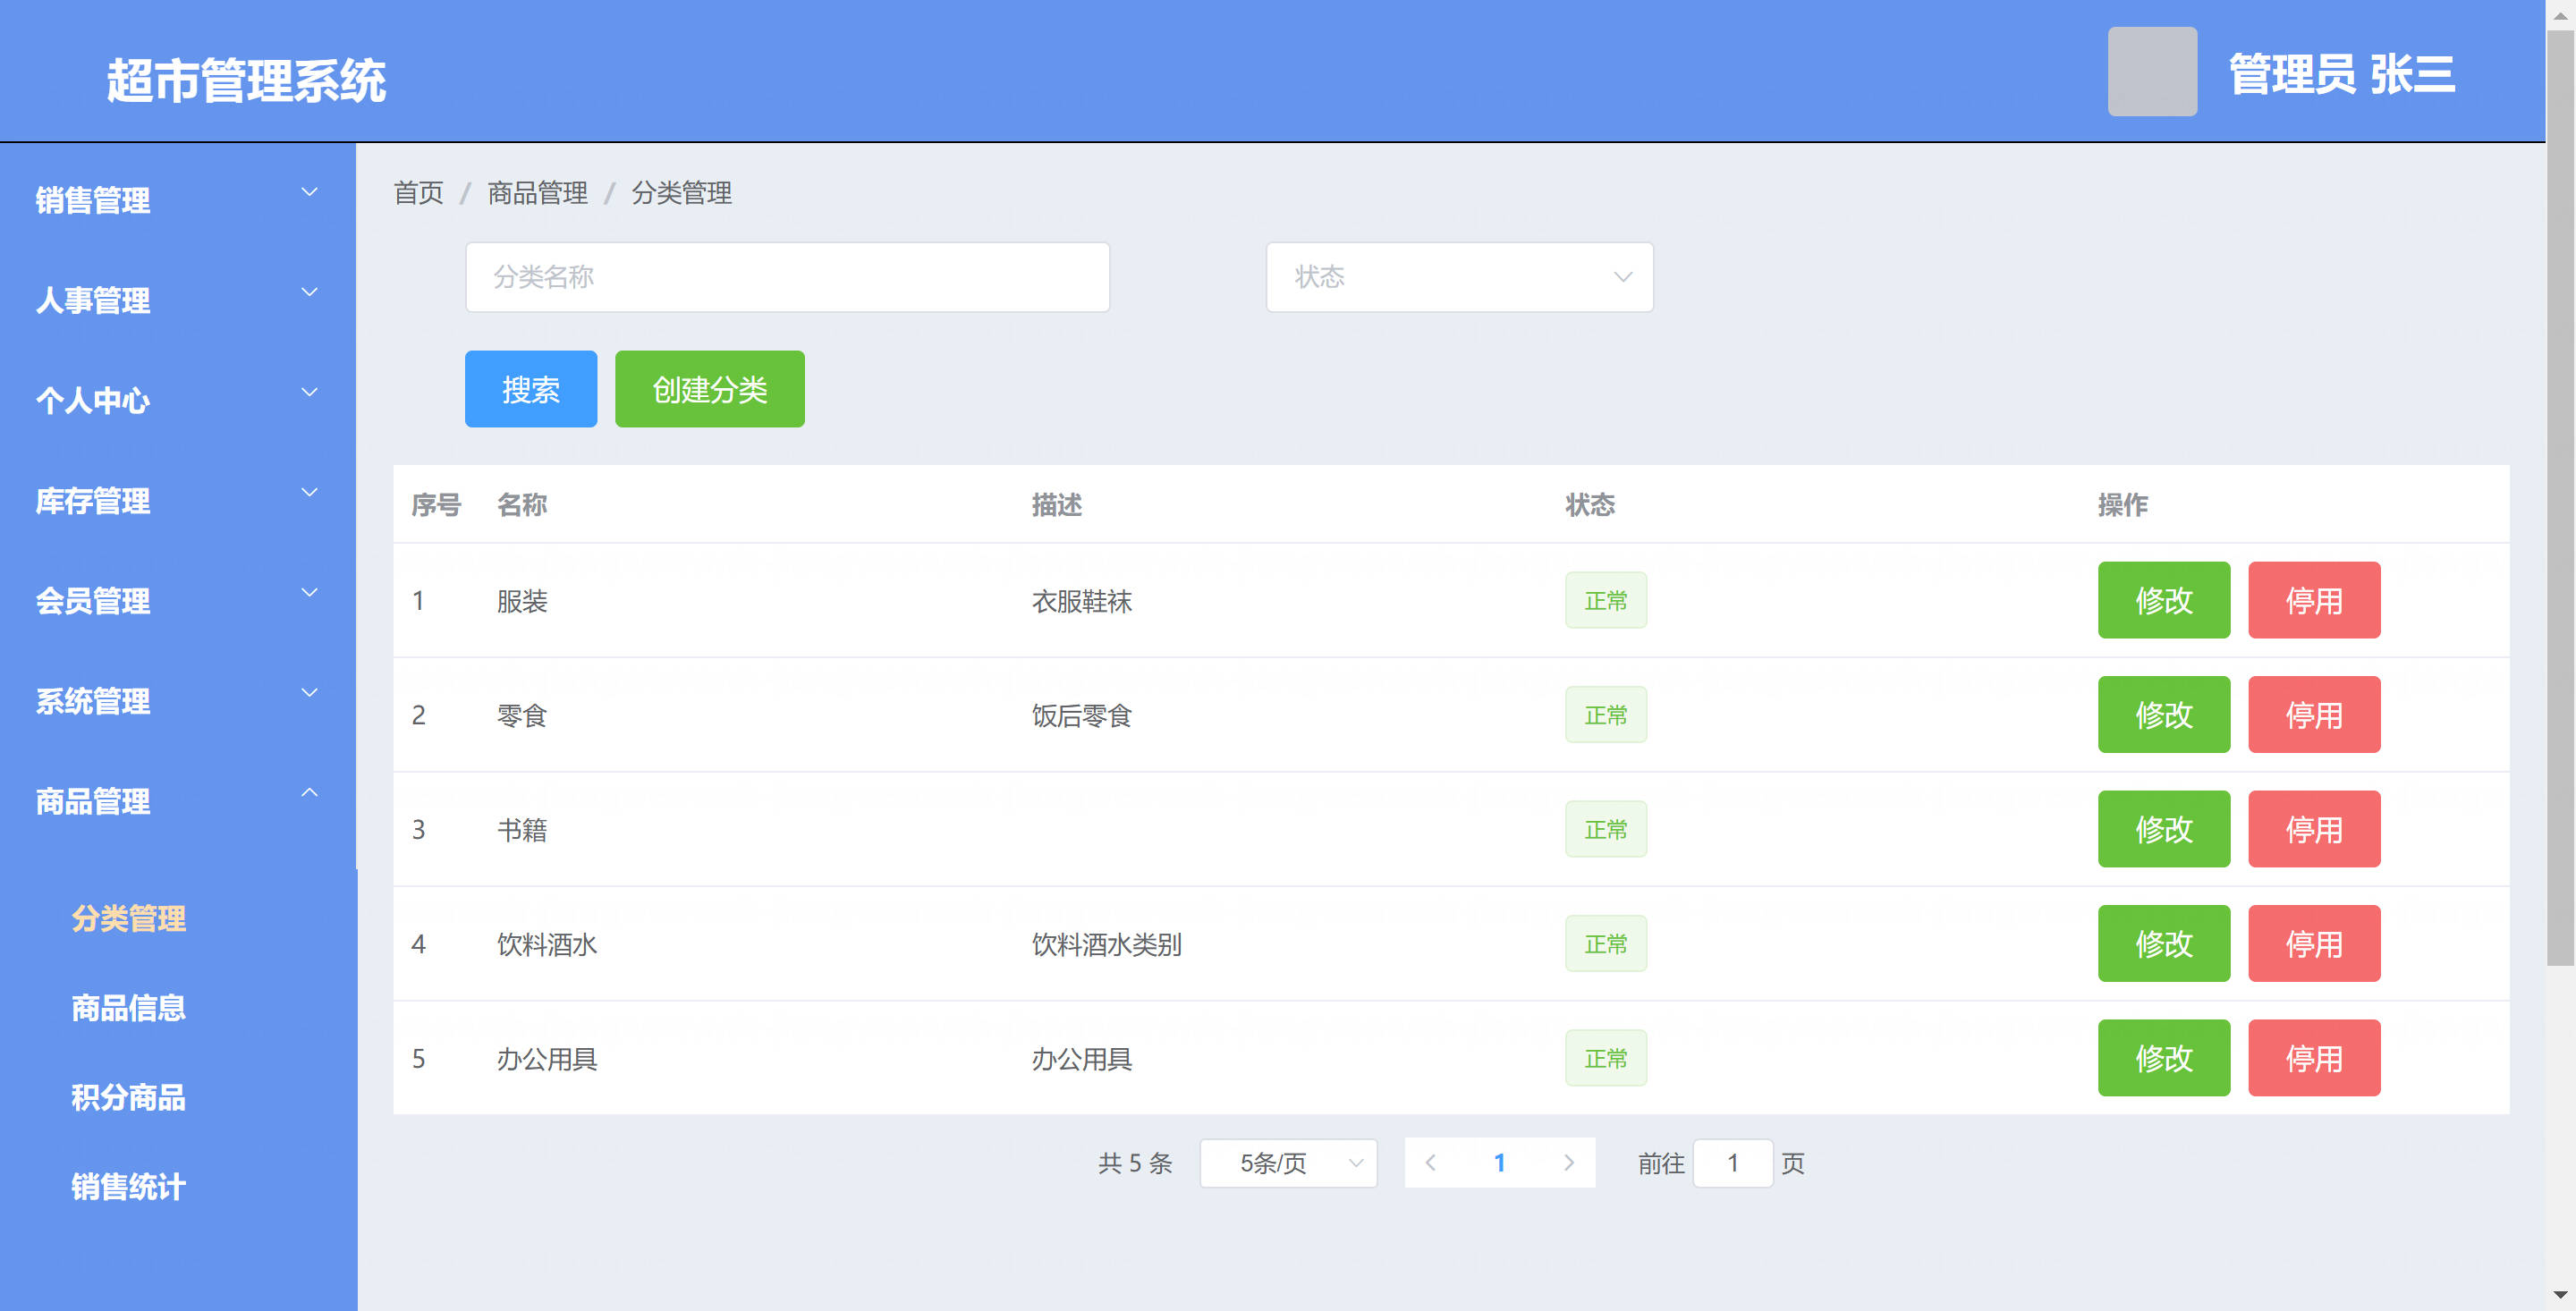 超市管理系统
管理员 张三
销售管理
人事管理
个人中心
库存管理
会员管理
系统管理
商品管理
分类管理
商品信息
积分商品
销售统计
首页 / 商品管理 / 分类管理
分类名称 状态
搜索 创建分类
序号 名称 描述 状态 操作
1 服装 衣服鞋袜 正常 修改 停用
2 零食 饭后零食 正常 修改 停用
3 书籍 正常 修改 停用
4 饮料酒水 饮料酒水类别 正常 修改 停用
5 办公用具 办公用具 正常 修改 停用
共 5 条 5条/页 1 前往 1 页